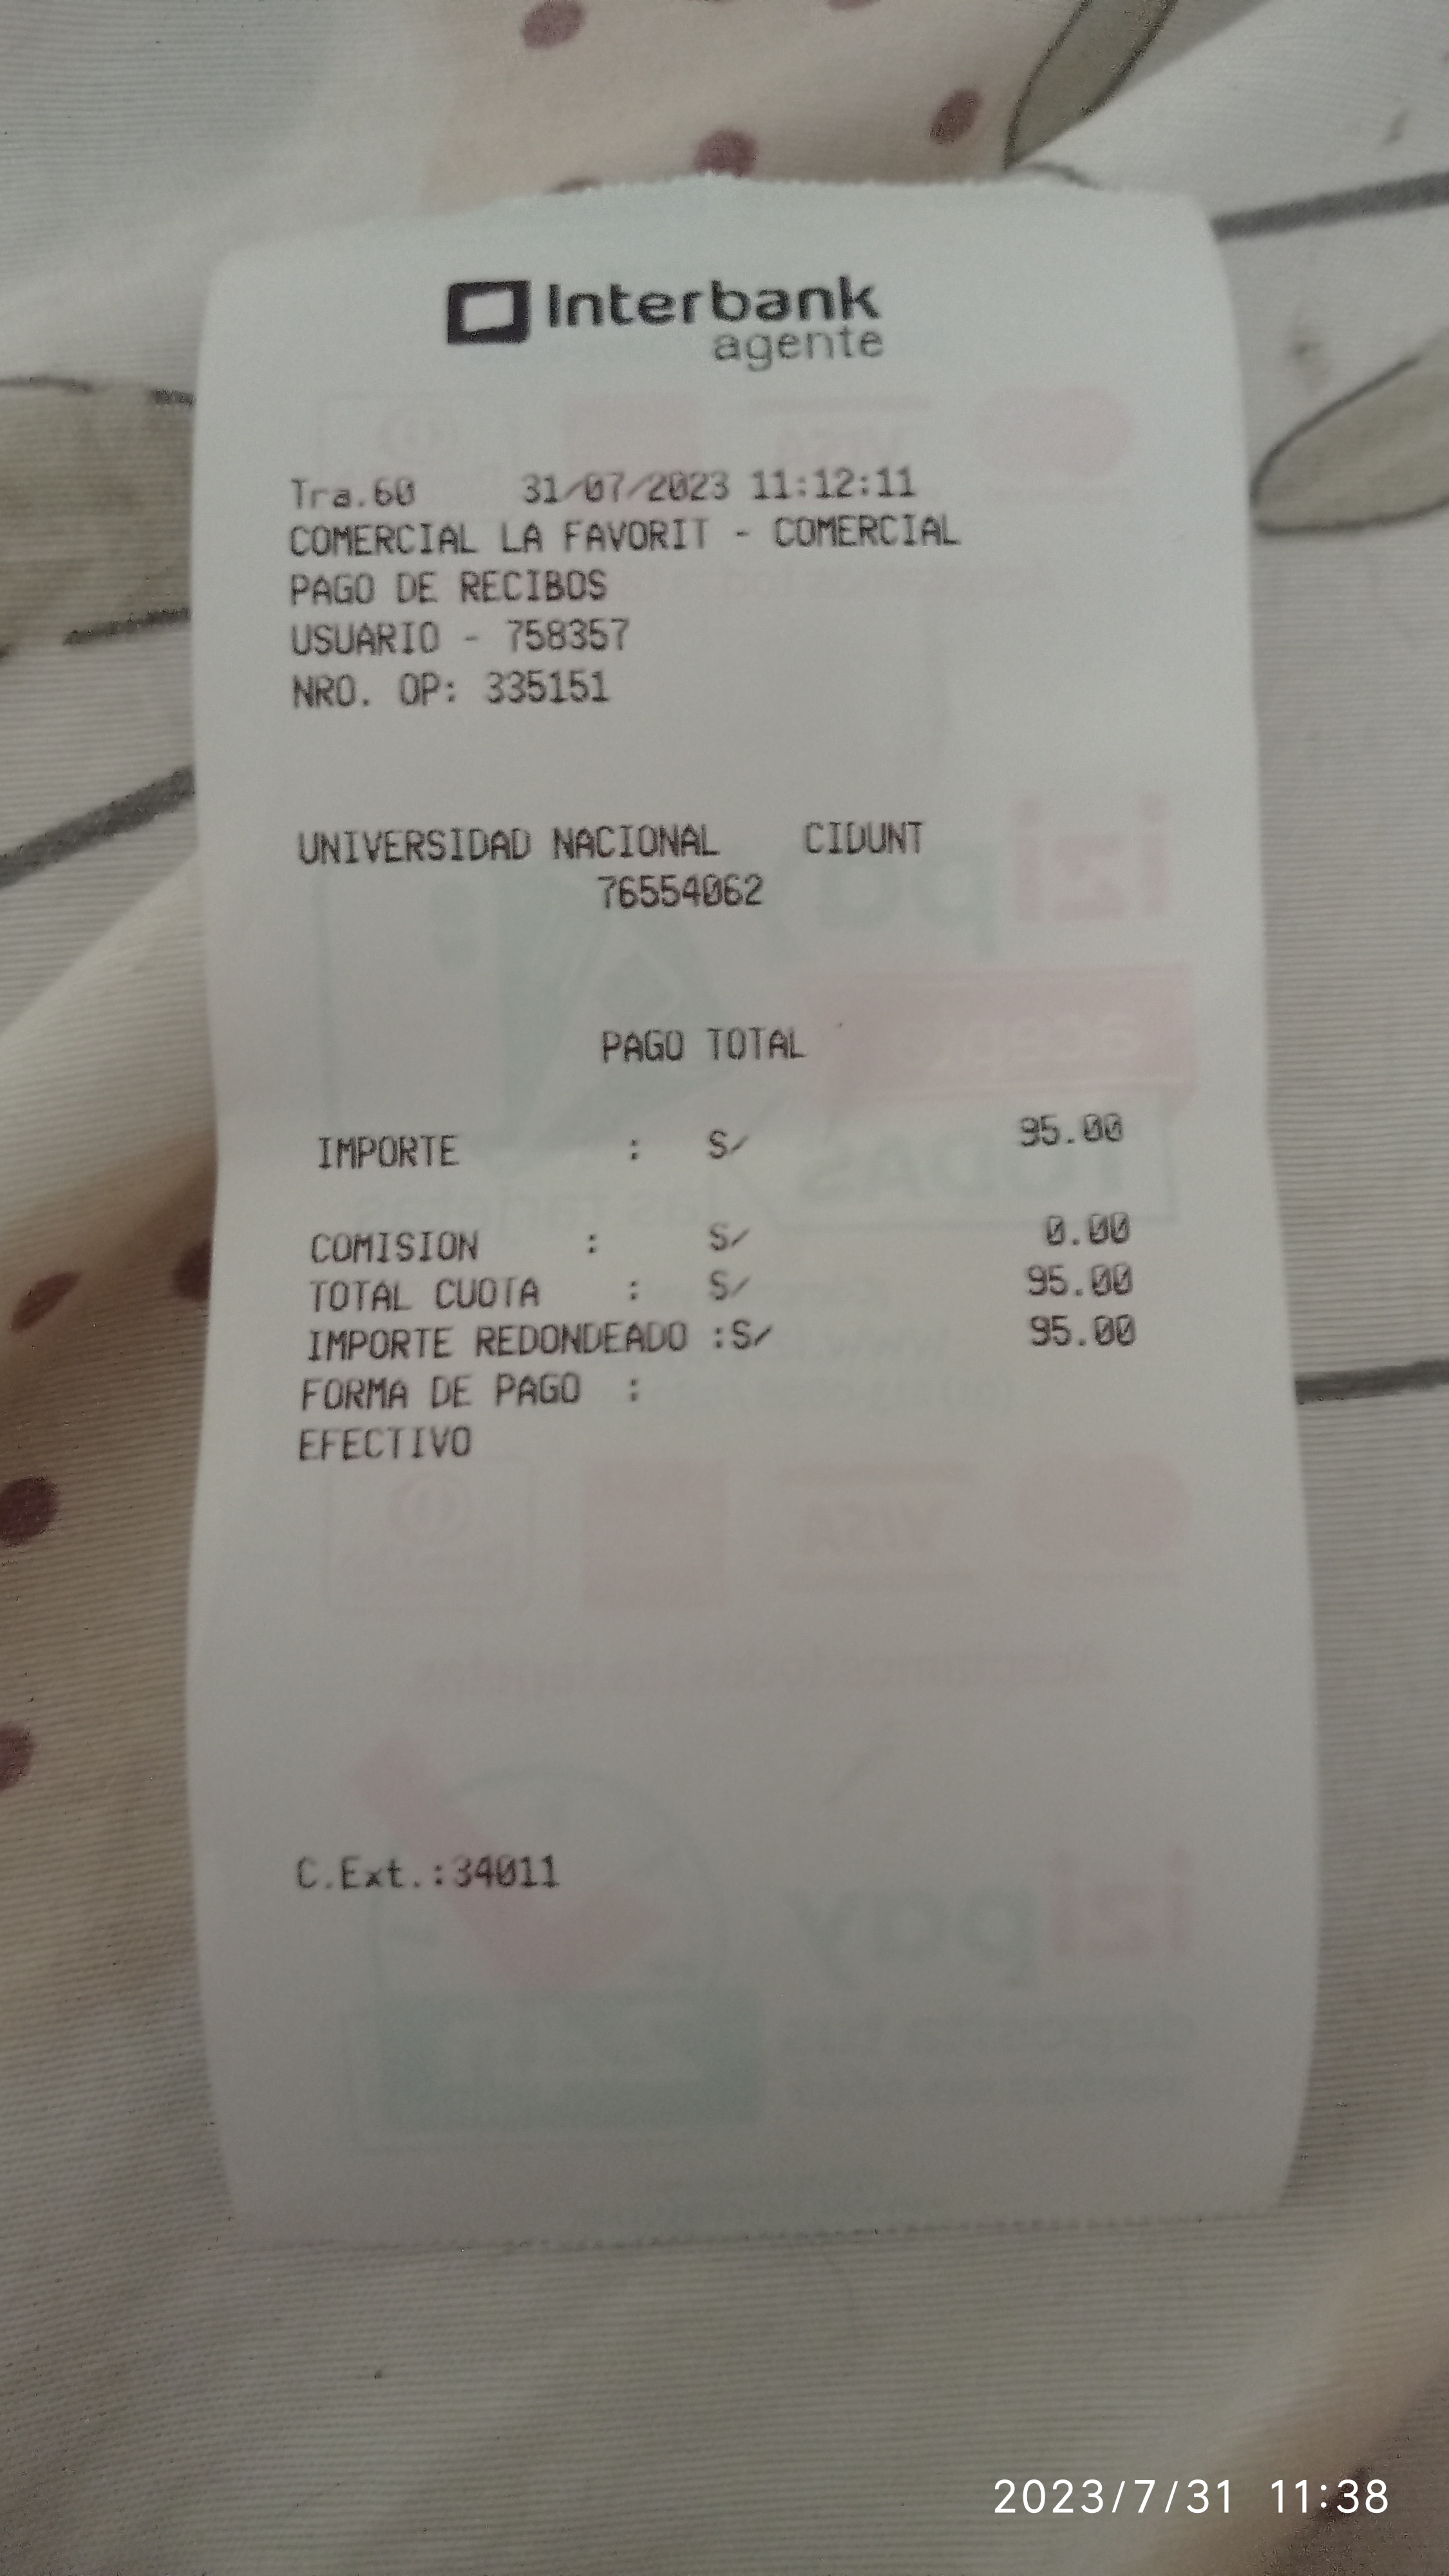 Interbank
agente
Tra.60 31/07/2023 11:12:11
COMERCIAL LA FAVORIT - COMERCIAL
PAGO DE RECIBOS
USUARIO - 758357
NRO. OP: 335151
UNIVERSIDAD NACIONAL CIDUNT
76554062
PAGO TOTAL
IMPORTE : S/ 95.00
COMISION : S/ 0.00
TOTAL CUOTA : S/ 95.00
IMPORTE REDONDEADO :S/ 95.00
FORMA DE PAGO :
EFECTIVO
C.Ext.:34011
2023/7/31 11:38